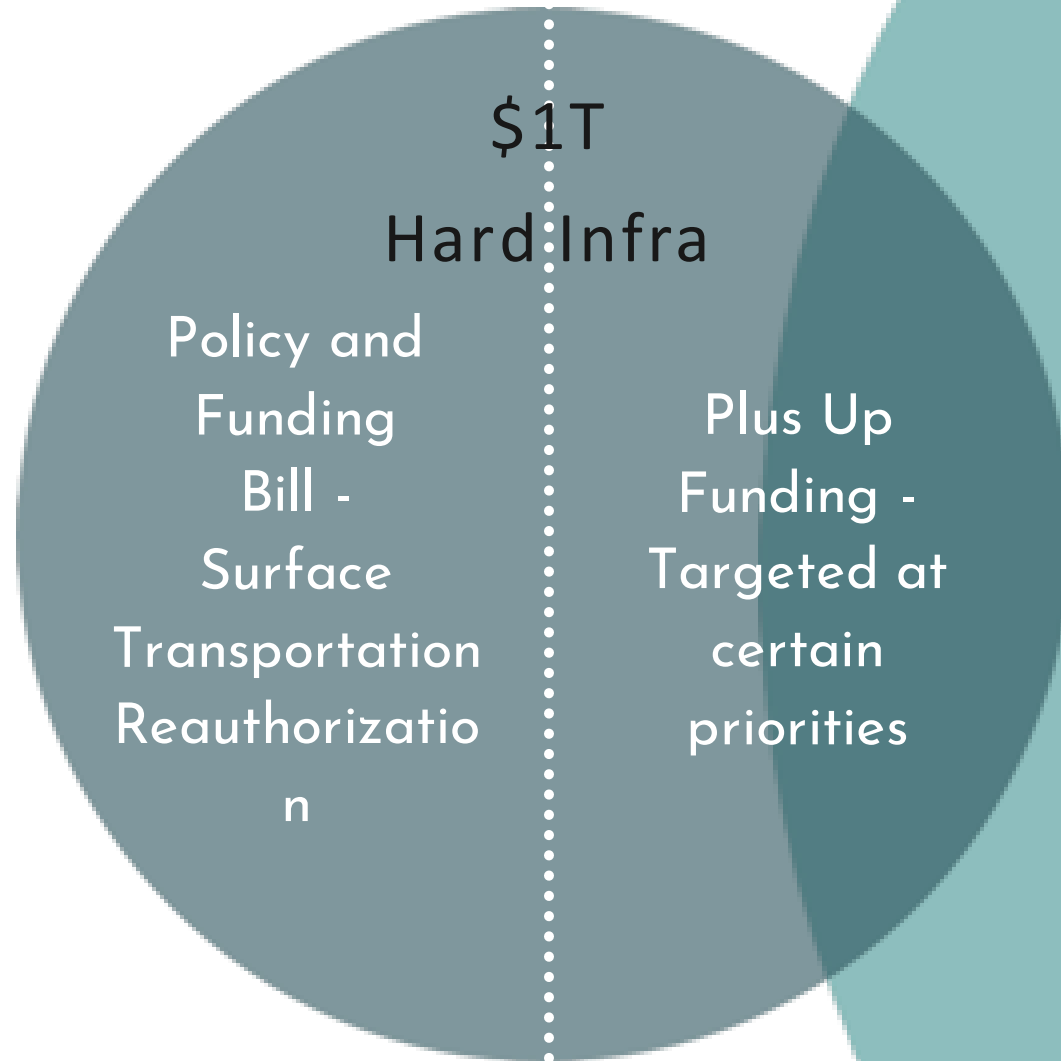 $1T
Hard Infra
Policy and
Funding
Bill -
Surface
Transportation
Reauthorizatio
n
Plus Up
Funding -
Targeted at
certain
priorities